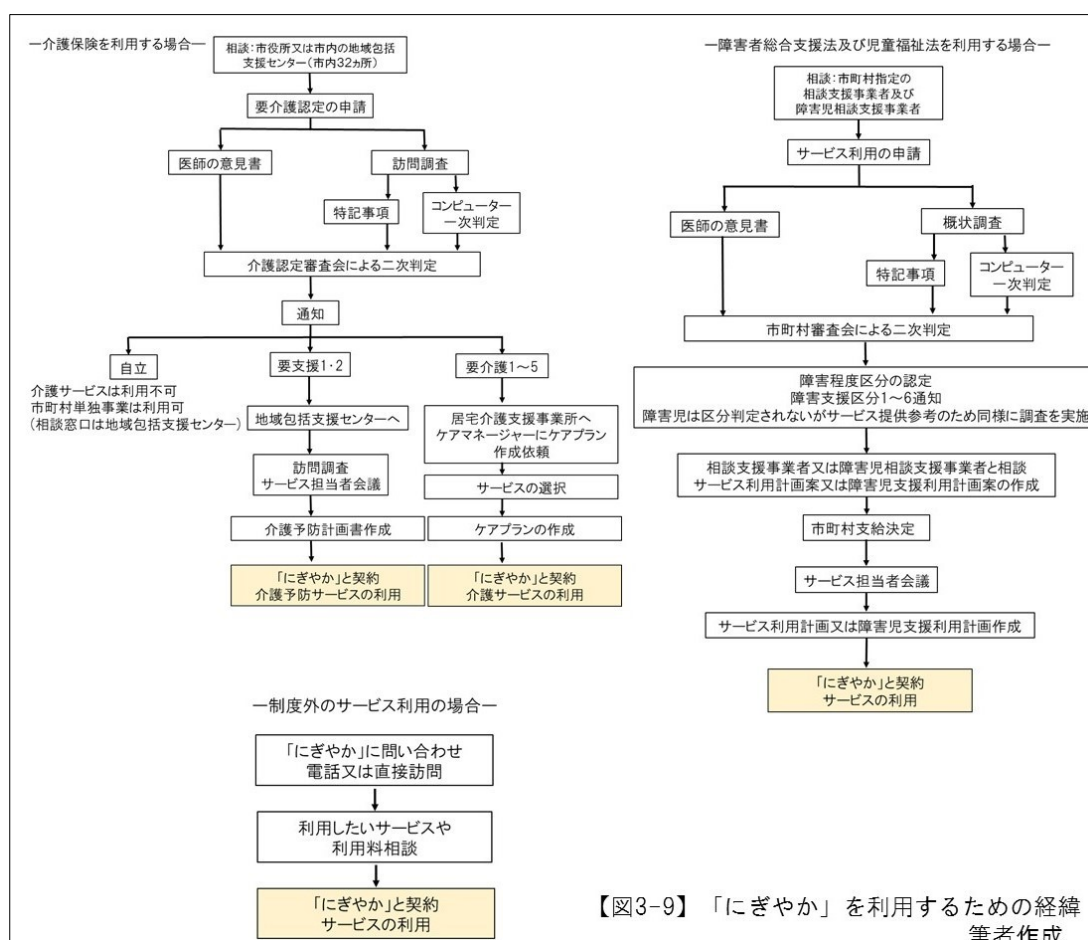 ―介護保険を利用する場合―
相談:市役所又は市内の地域包括
支援センター(市内32ヵ所)
要介護認定の申請
医師の意見書
訪問調査
特記事項
コンピューター
一次判定
介護認定審査会による二次判定
通知
自立
介護サービスは利用不可
市町村単独事業は利用可
(相談窓口は地域包括支援センター)
要支援1・2
地域包括支援センターへ
訪問調査
サービス担当者会議
介護予防計画書作成
「にぎやか」と契約
介護予防サービスの利用
要介護1~5
居宅介護支援事業所へ
ケアマネージャーにケアプラン
作成依頼
サービスの選択
ケアプランの作成
「にぎやか」と契約
介護サービスの利用
―障害者総合支援法及び児童福祉法を利用する場合―
相談:市町村指定の
相談支援事業者及び
障害児相談支援事業者
サービス利用の申請
医師の意見書
概状調査
特記事項
コンピューター
一次判定
市町村審査会による二次判定
障害程度区分の認定
障害支援区分1~6通知
障害児は区分判定されないがサービス提供参考のため同様に調査を実施
相談支援事業者又は障害児相談支援事業者と相談
サービス利用計画案又は障害児支援利用計画案の作成
市町村支給決定
サービス担当者会議
サービス利用計画又は障害児支援利用計画作成
「にぎやか」と契約
サービスの利用
―制度外のサービス利用の場合―
「にぎやか」に問い合わせ
電話又は直接訪問
利用したいサービスや
利用料相談
「にぎやか」と契約
サービスの利用
【図3-9】「にぎやか」を利用するための経緯
筆者作成